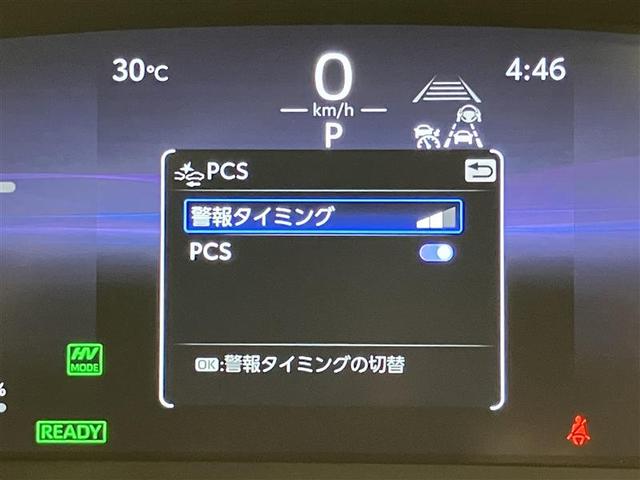 30℃
0
4:46
km/h
P
PCS
警報タイミング
PCS
OK:警報タイミングの切替
HV
MODE
%
READY